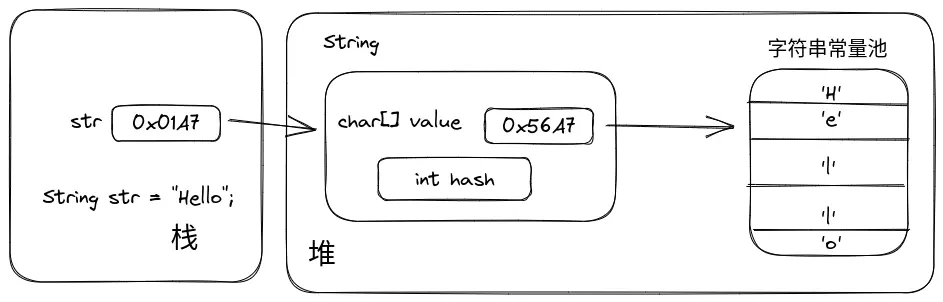 str 0x01A7
String str = "Hello";
栈
String
char[] value 0x56A7
int hash
堆
字符串常量池
'H'
'e'
'l'
'l'
'o'